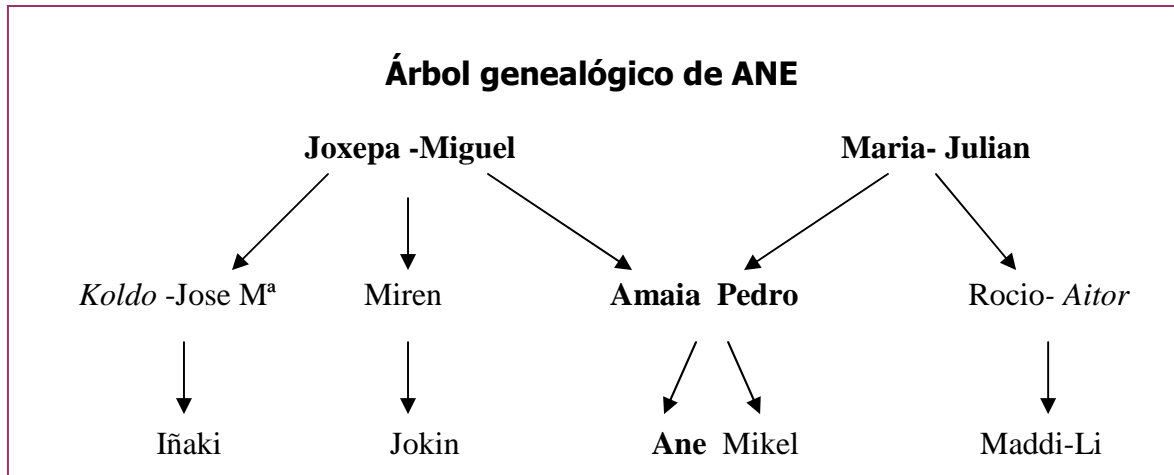 Árbol genealógico de ANE
Joxepa -Miguel Maria- Julian
Koldo -Jose Mª Miren Amaia Pedro Rocio- Aitor
Iñaki Jokin Ane Mikel Maddi-Li